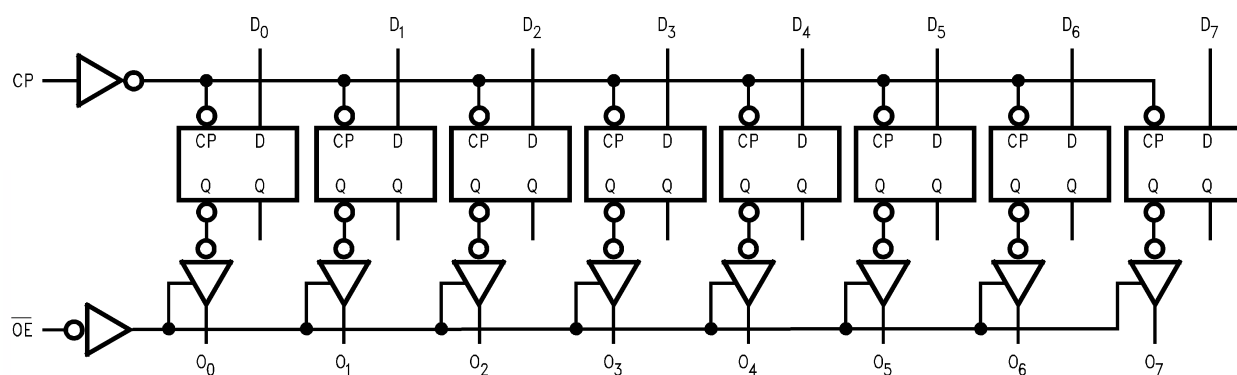 D₀ D₁ D₂ D₃ D₄ D₅ D₆ D₇
CP
CP D CP D CP D CP D CP D CP D CP D CP D
Q Q Q Q Q Q Q Q Q Q Q Q Q Q Q Q
O̅E̅
O₀ O₁ O₂ O₃ O₄ O₅ O₆ O₇